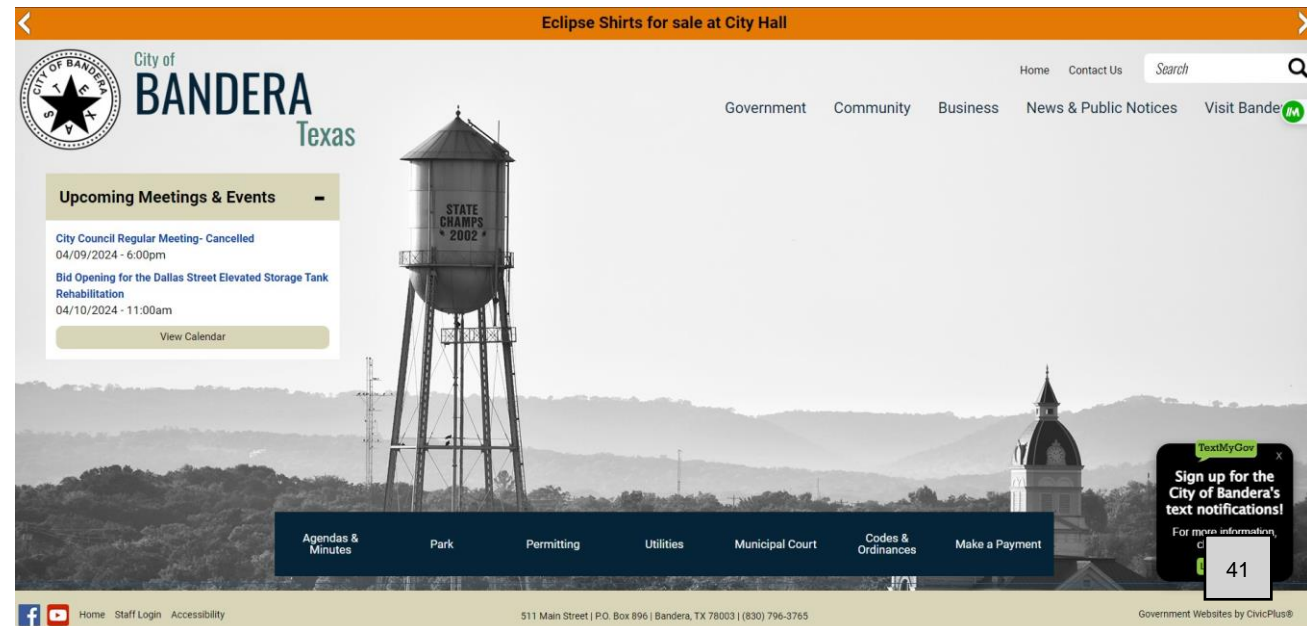 Eclipse Shirts for sale at City Hall
CITY OF BANDERA
TEXAS
City of
BANDERA
Texas
Home Contact Us Search
Government Community Business News & Public Notices Visit
Upcoming Meetings & Events -
City Council Regular Meeting- Cancelled
04/09/2024 - 6:00pm
Bid Opening for the Dallas Street Elevated Storage Tank
Rehabilitation
04/10/2024 - 11:00am
View Calendar
STATE
CHAMPS
2002
TextMyGov
X
Sign up for the
City of Bandera's
text notifications!
For more information,
41
Agendas &
Minutes
Park
Permitting
Utilities
Municipal Court
Codes &
Ordinances
Make a Payment
Home Staff Login Accessibility
511 Main Street | P.O. Box 896 | Bandera, TX 78003 | (830) 796-3765
Government Websites by CivicPlus®